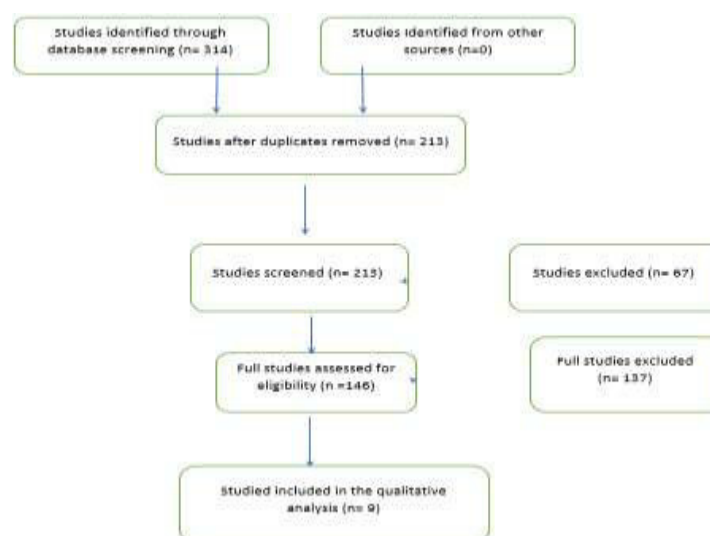 Studies identified through
database screening (n= 314)
Studies Identified from other
sources (n=0)
Studies after duplicates removed (n= 213)
Studies screened (n= 213)
Studies excluded (n= 67)
Full studies assessed for
eligibility (n =146)
Full studies excluded
(n= 137)
Studied included in the qualitative
analysis (n= 9)